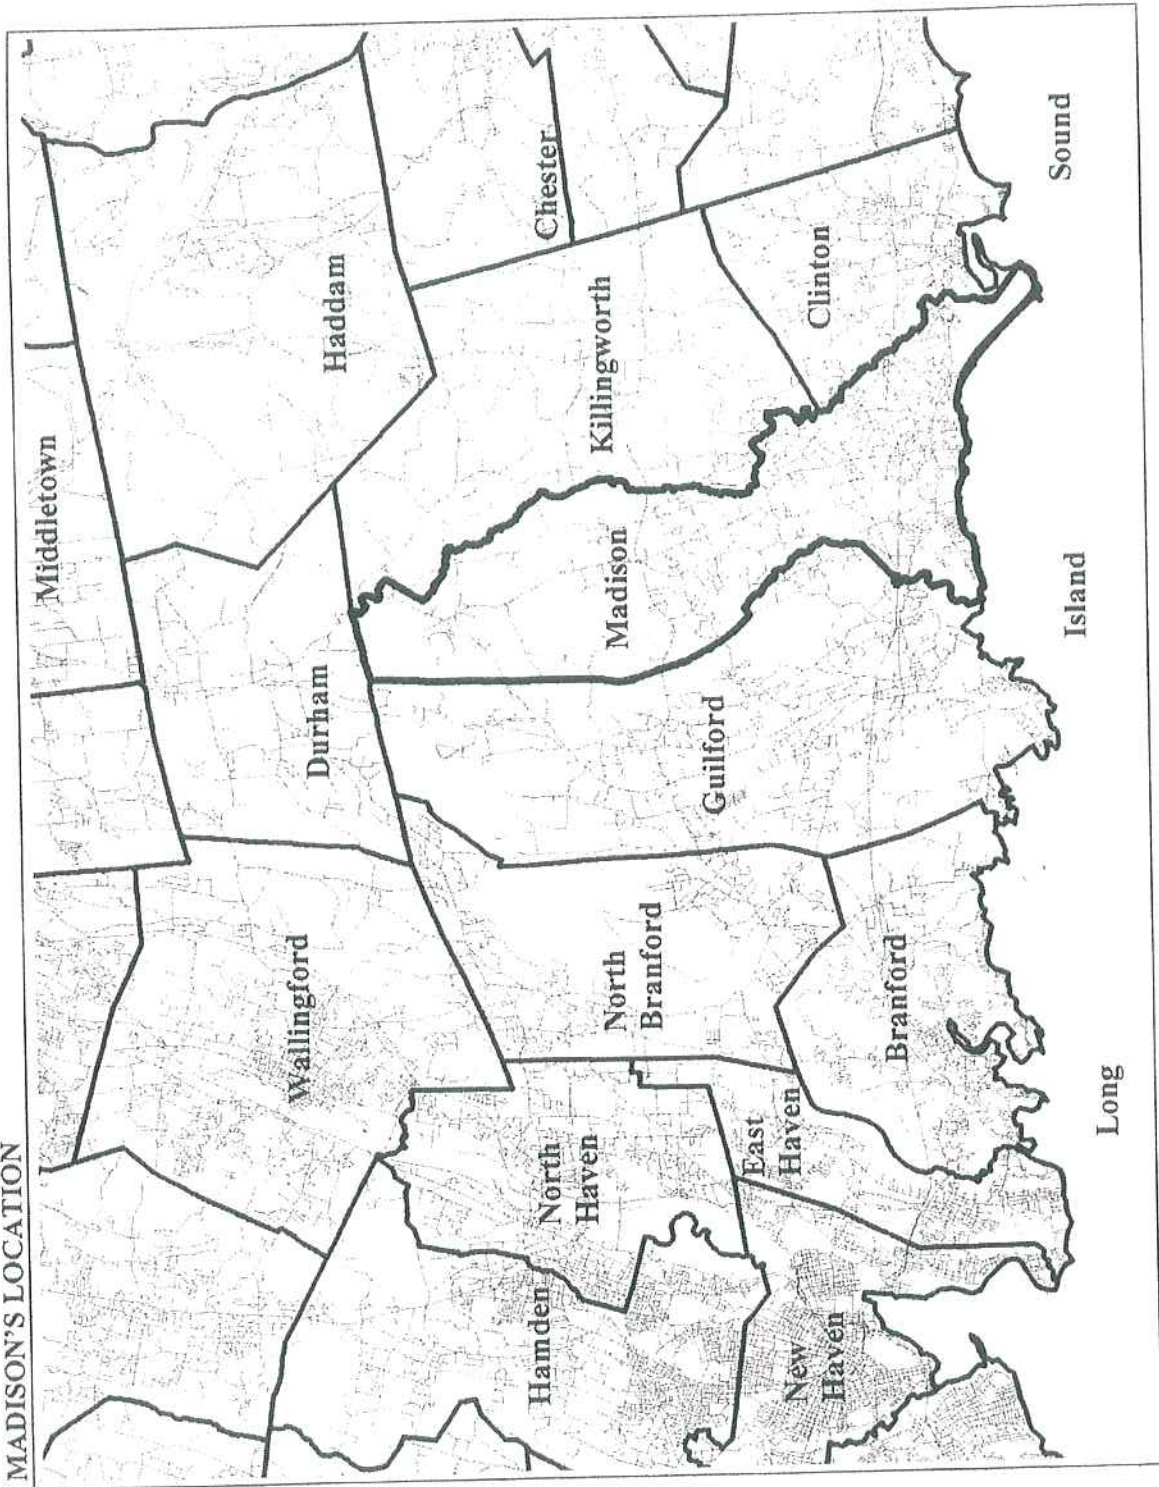 MADISON'S LOCATION
Middletown
Haddam
Durham
Wallingford
Chester
Killingworth
Madison
North
Branford
North
Haven
Hamden
Guilford
Clinton
East
Haven
Branford
New
Haven
Long
Island
Sound